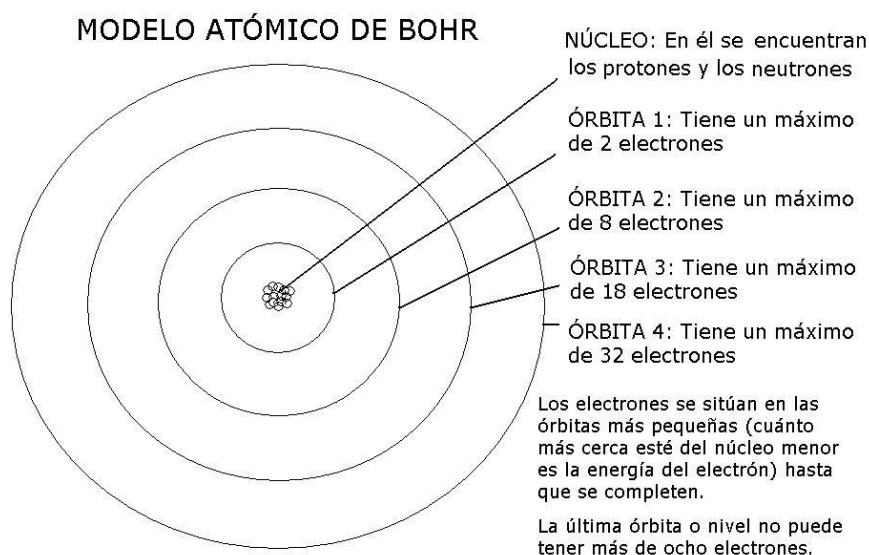 MODELO ATÓMICO DE BOHR
NÚCLEO: En él se encuentran
los protones y los neutrones
ÓRBITA 1: Tiene un máximo
de 2 electrones
ÓRBITA 2: Tiene un máximo
de 8 electrones
ÓRBITA 3: Tiene un máximo
de 18 electrones
ÓRBITA 4: Tiene un máximo
de 32 electrones
Los electrones se sitúan en las
órbitas más pequeñas (cuánto
más cerca esté del núcleo menor
es la energía del electrón) hasta
que se completen.
La última órbita o nivel no puede
tener más de ocho electrones.